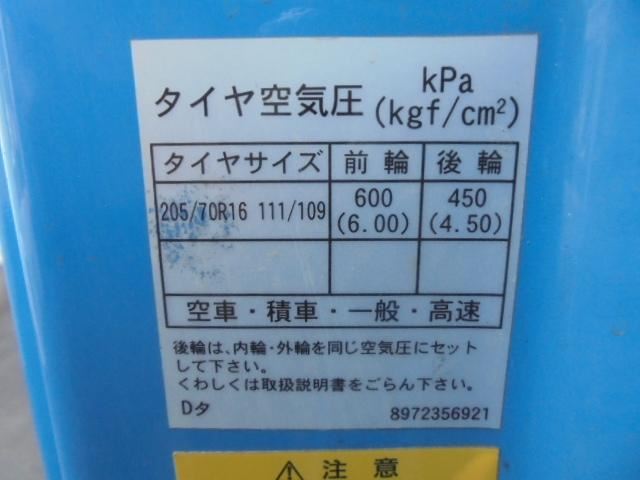 タイヤ空気圧 kPa
(kgf/cm²)
タイヤサイズ 前輪 後輪
205/70R16 111/109 600 450
(6.00) (4.50)
空車・積車・一般・高速
後輪は、内輪・外輪を同じ空気圧にセット
して下さい。
くわしくは取扱説明書をごらん下さい。
Dタ 8972356921
注意